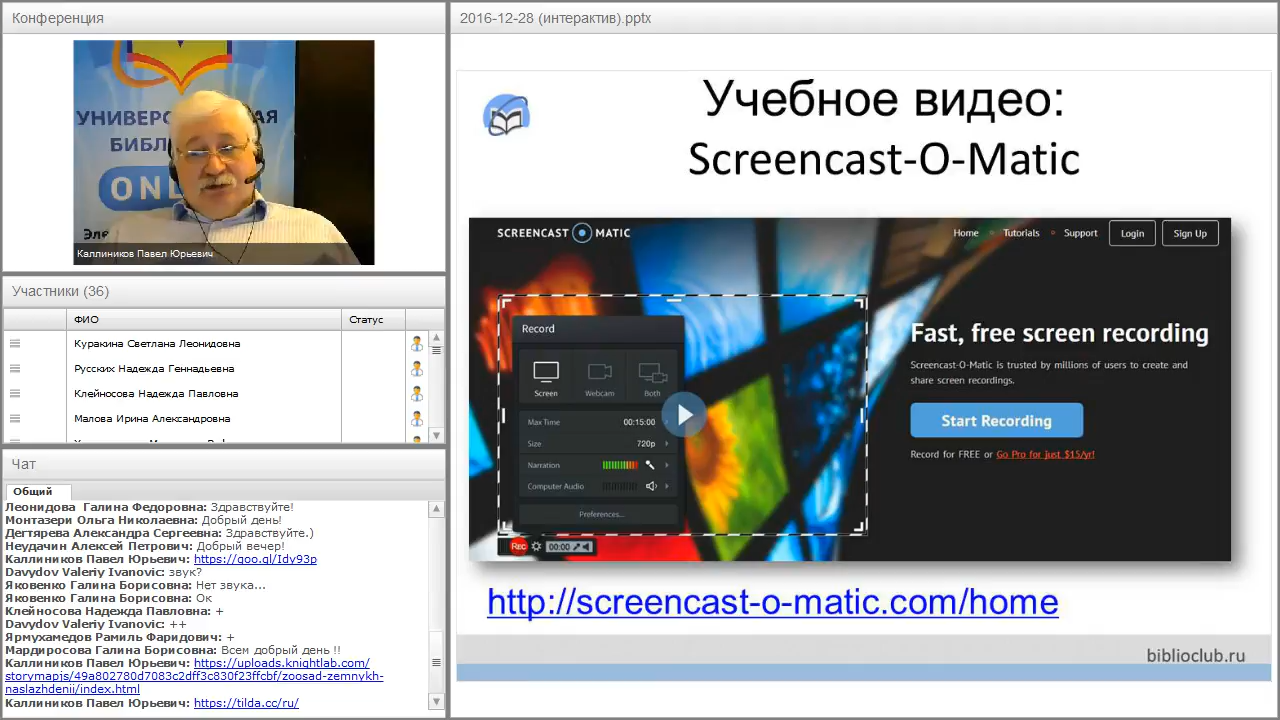 Конференция
УНИВЕРС
АЯ
БИБЛ
ON
Эле
Каллиников Павел Юрьевич
Участники (36)
ФИО
Статус
Куракина Светлана Леонидовна
Русских Надежда Геннадьевна
Клейносова Надежда Павловна
Малова Ирина Александровна
Чат
Общий
Леонидова Галина Федоровна: Здравствуйте!
Монтазери Ольга Николаевна: Добрый день!
Дегтярева Александра Сергеевна: Здравствуйте.)
Неудачин Алексей Петрович: Добрый вечер!
Каллиников Павел Юрьевич: https://goo.gl/Idy93p
Davydov Valeriy Ivanovic: звук?
Яковенко Галина Борисовна: Нет звука...
Яковенко Галина Борисовна: Ок
Клейносова Надежда Павловна: +
Davydov Valeriy Ivanovic: ++
Ярмухамедов Рамиль Фаридович: +
Мардиросова Галина Борисовна: Всем добрый день !!
Каллиников Павел Юрьевич: https://uploads.knightlab.com/
storymapjs/49a802780d7083c2dff3c830f23ffcbf/zoosad-zemnykh-
naslazhdenii/index.html
Каллиников Павел Юрьевич: https://tilda.cc/ru/
2016-12-28 (интерактив).pptx
Учебное видео:
Screencast-O-Matic
SCREENCAST MATIC
Home
Tutorials
Support
Login
Sign Up
Record
Screen
Webcam
Both
Max Time 00:15:00
Size 720p
Narration
Computer Audio
Preferences...
REC
00:00
Fast, free screen recording
Screencast-O-Matic is trusted by millions of users to create and
share screen recordings.
Start Recording
Record for FREE or Go Pro for just $15/yr!
http://screencast-o-matic.com/home
biblioclub.ru